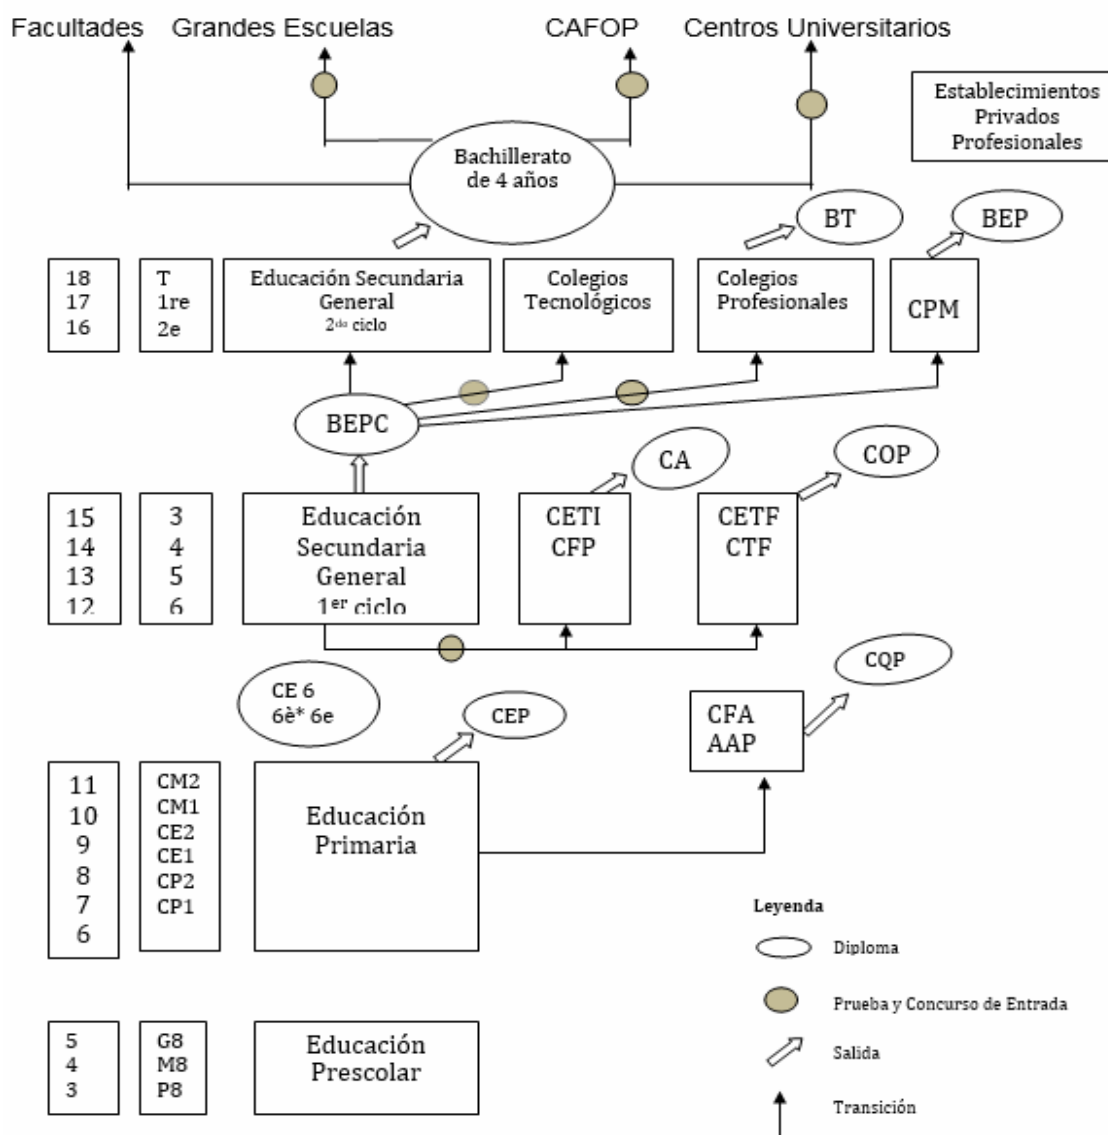 Facultades
Grandes Escuelas
CAFOP
Centros Universitarios
Establecimientos
Privados
Profesionales
Bachillerato
de 4 años
BT
BEP
18
17
16
T
1re
2e
Educación Secundaria
General
2do ciclo
Colegios
Tecnológicos
Colegios
Profesionales
CPM
BEPC
CA
COP
15
14
13
12
3
4
5
6
Educación
Secundaria
General
1er ciclo
CETI
CFP
CETF
CTF
CE 6
6è* 6e
CEP
CQP
CFA
AAP
11
10
9
8
7
6
CM2
CM1
CE2
CE1
CP2
CP1
Educación
Primaria
Leyenda
Diploma
Prueba y Concurso de Entrada
Salida
Transición
5
4
3
G8
M8
P8
Educación
Prescolar